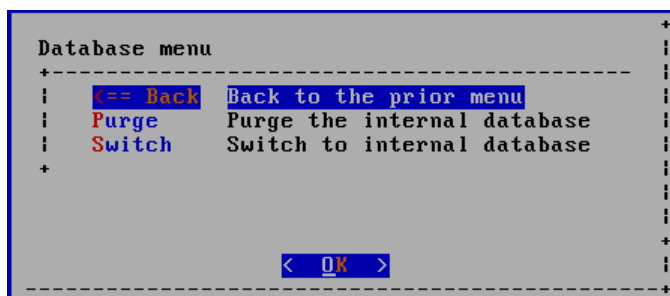 Database menu
<== Back Back to the prior menu
Purge Purge the internal database
Switch Switch to internal database
< OK >